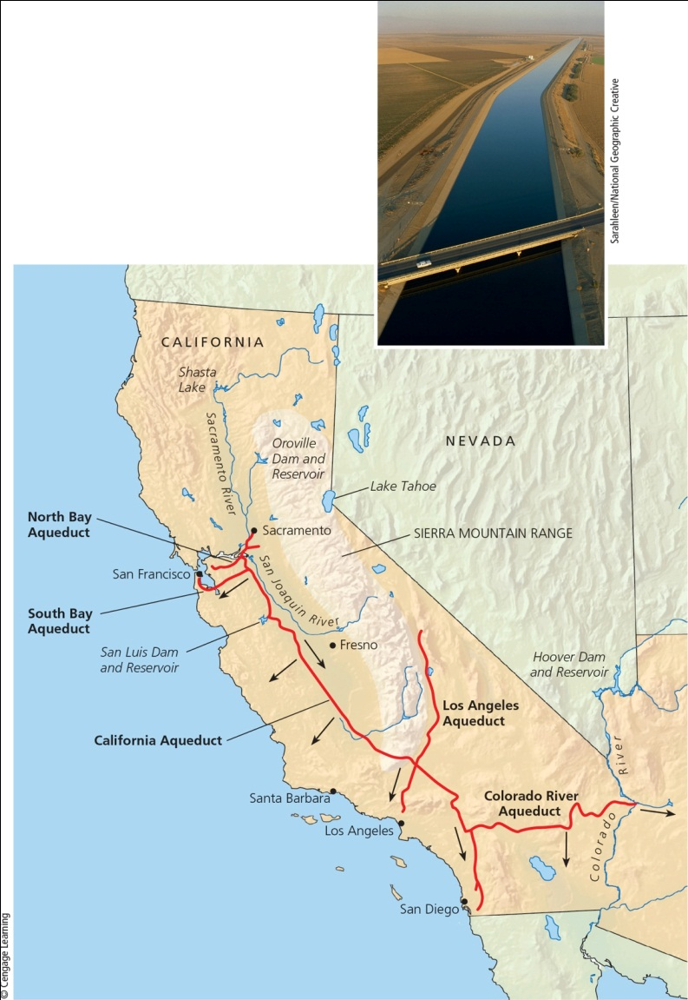 Sarahleen/National Geographic Creative
CALIFORNIA
Shasta
Lake
Sacramento River
Oroville
Dam and
Reservoir
NEVADA
Lake Tahoe
North Bay
Aqueduct
Sacramento
SIERRA MOUNTAIN RANGE
San Francisco
San Joaquin River
South Bay
Aqueduct
San Luis Dam
and Reservoir
Fresno
Hoover Dam
and Reservoir
Los Angeles
Aqueduct
California Aqueduct
Colorado River
Santa Barbara
Colorado River
Aqueduct
Los Angeles
San Diego
© Cengage Learning